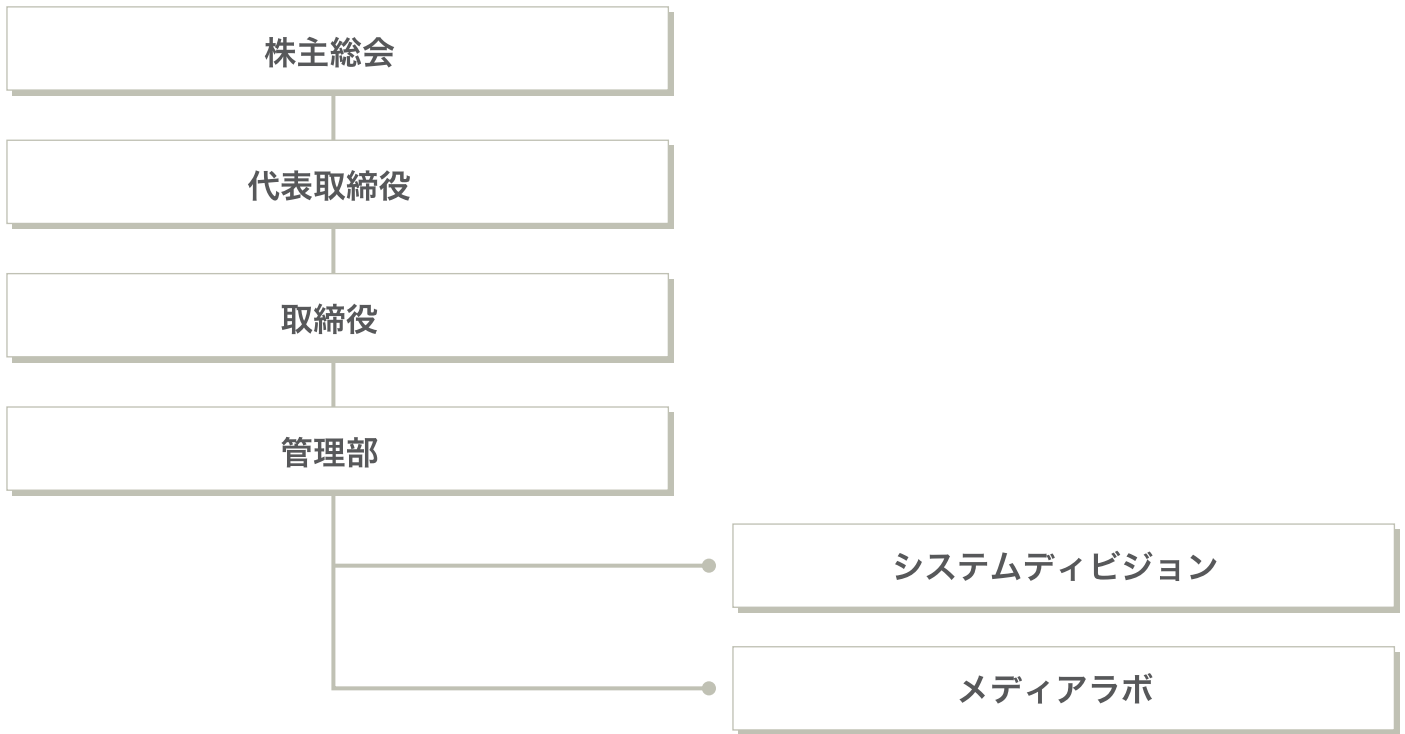 株主総会
代表取締役
取締役
管理部
システムディビジョン
メディアラボ